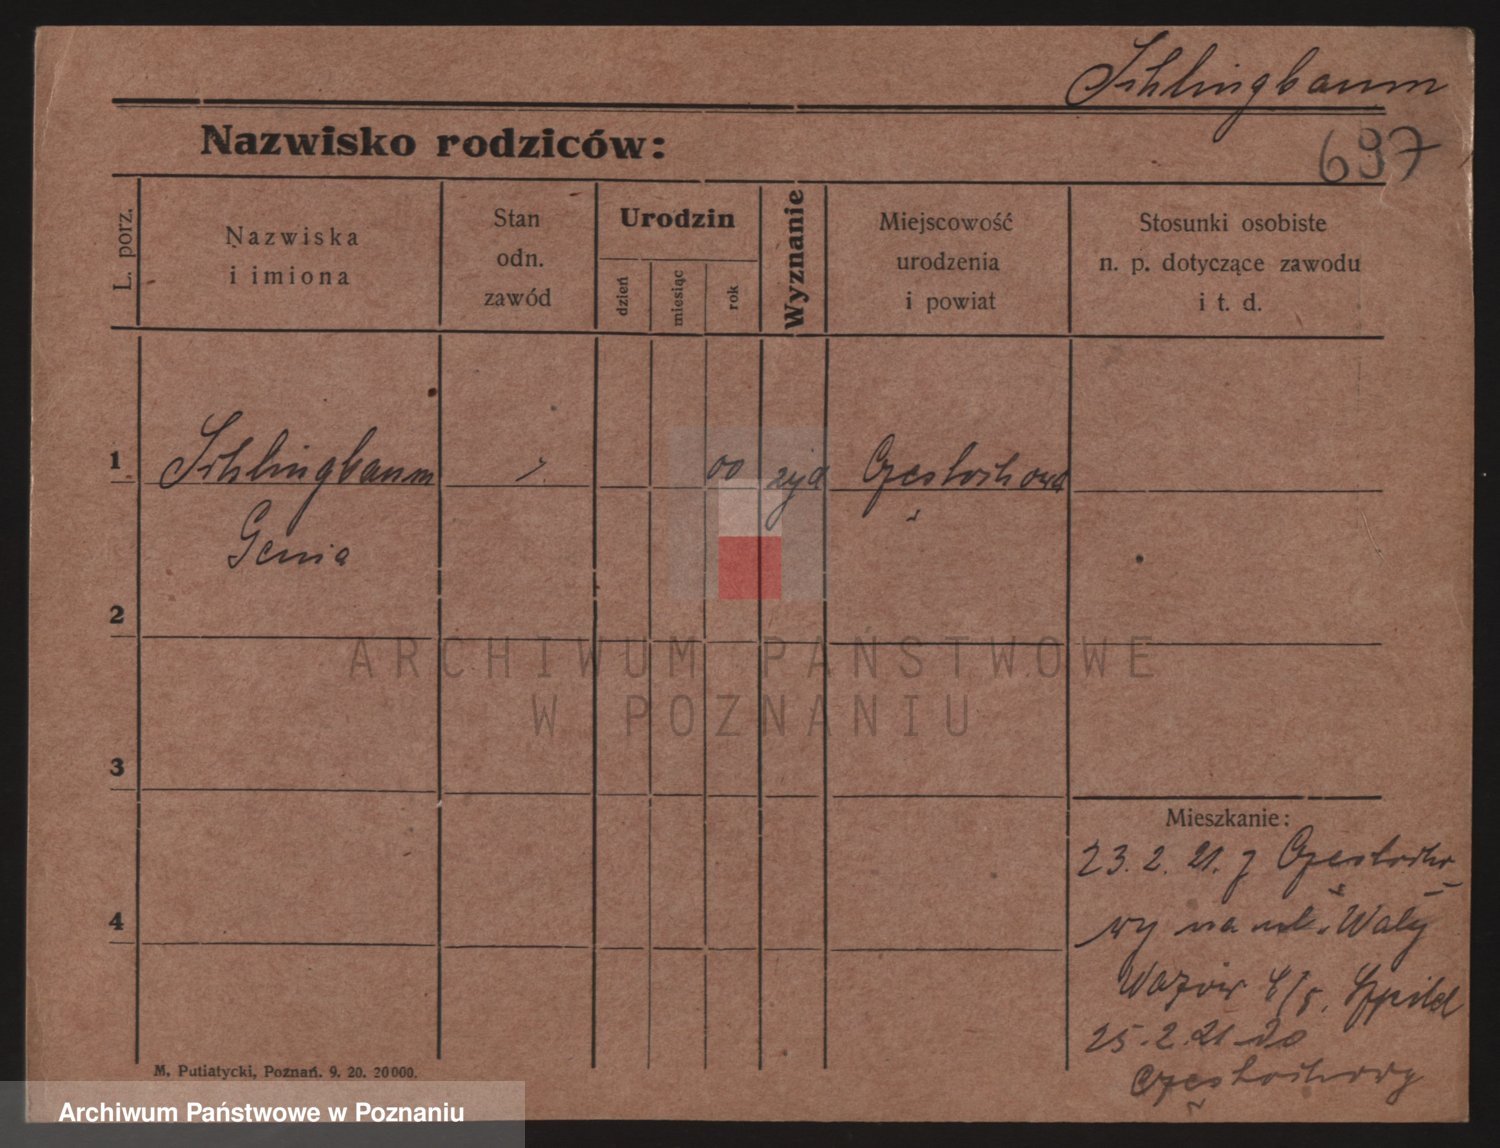 Schlingbaum
697
Nazwisko rodziców:
L. porz.
Nazwiska
i imiona
Stan
odn.
zawód
Urodzin
dzień
miesiąc
rok
Wyznanie
Miejscowość
urodzenia
i powiat
Stosunki osobiste
n. p. dotyczące zawodu
i t. d.
1 Schlingbaum 00 żyd Częstochowa
Genia
2
ARCHIWUM PAŃSTWOWE
W POZNANIU
3
Mieszkanie:
23. 2. 21. z Częstocho-
4
wy na ul. Wały
Wazów
25. 2. 21 do
Częstochowy
M. Putiatycki, Poznań. 9. 20. 20000.
Archiwum Państwowe w Poznaniu